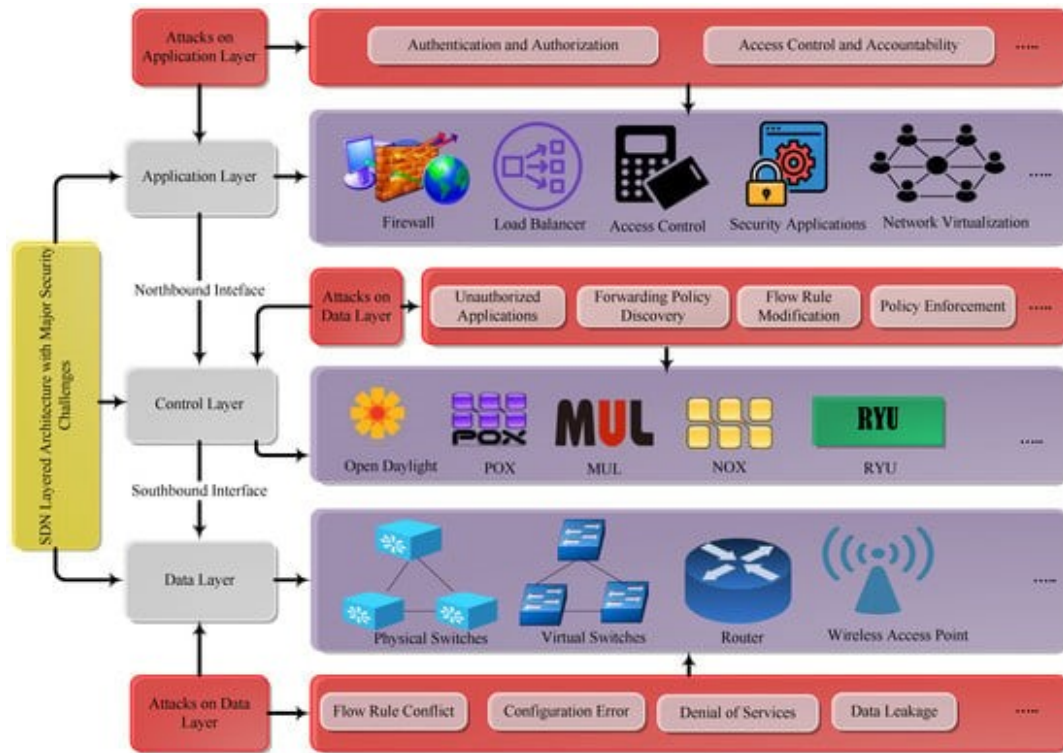 Attacks on
Application Layer
Authentication and Authorization
Access Control and Accountability
.....
Application Layer
Firewall
Load Balancer
Access Control
Security Applications
Network Virtualization
.....
SDN Layered Architecture with Major Security
Challenges
Northbound Inteface
Attacks on
Data Layer
Unauthorized
Applications
Forwarding Policy
Discovery
Flow Rule
Modification
Policy Enforcement
.....
Control Layer
POX
MUL
RYU
Open Daylight
POX
MUL
NOX
RYU
.....
Southbound Interface
Data Layer
Physical Switches
Virtual Switches
Router
Wireless Access Point
.....
Attacks on Data
Layer
Flow Rule Conflict
Configuration Error
Denial of Services
Data Leakage
.....